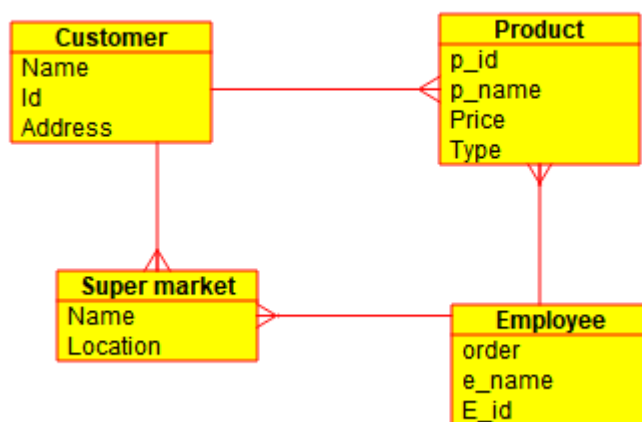 Customer
Name
Id
Address
Product
p_id
p_name
Price
Type
Super market
Name
Location
Employee
order
e_name
E_id